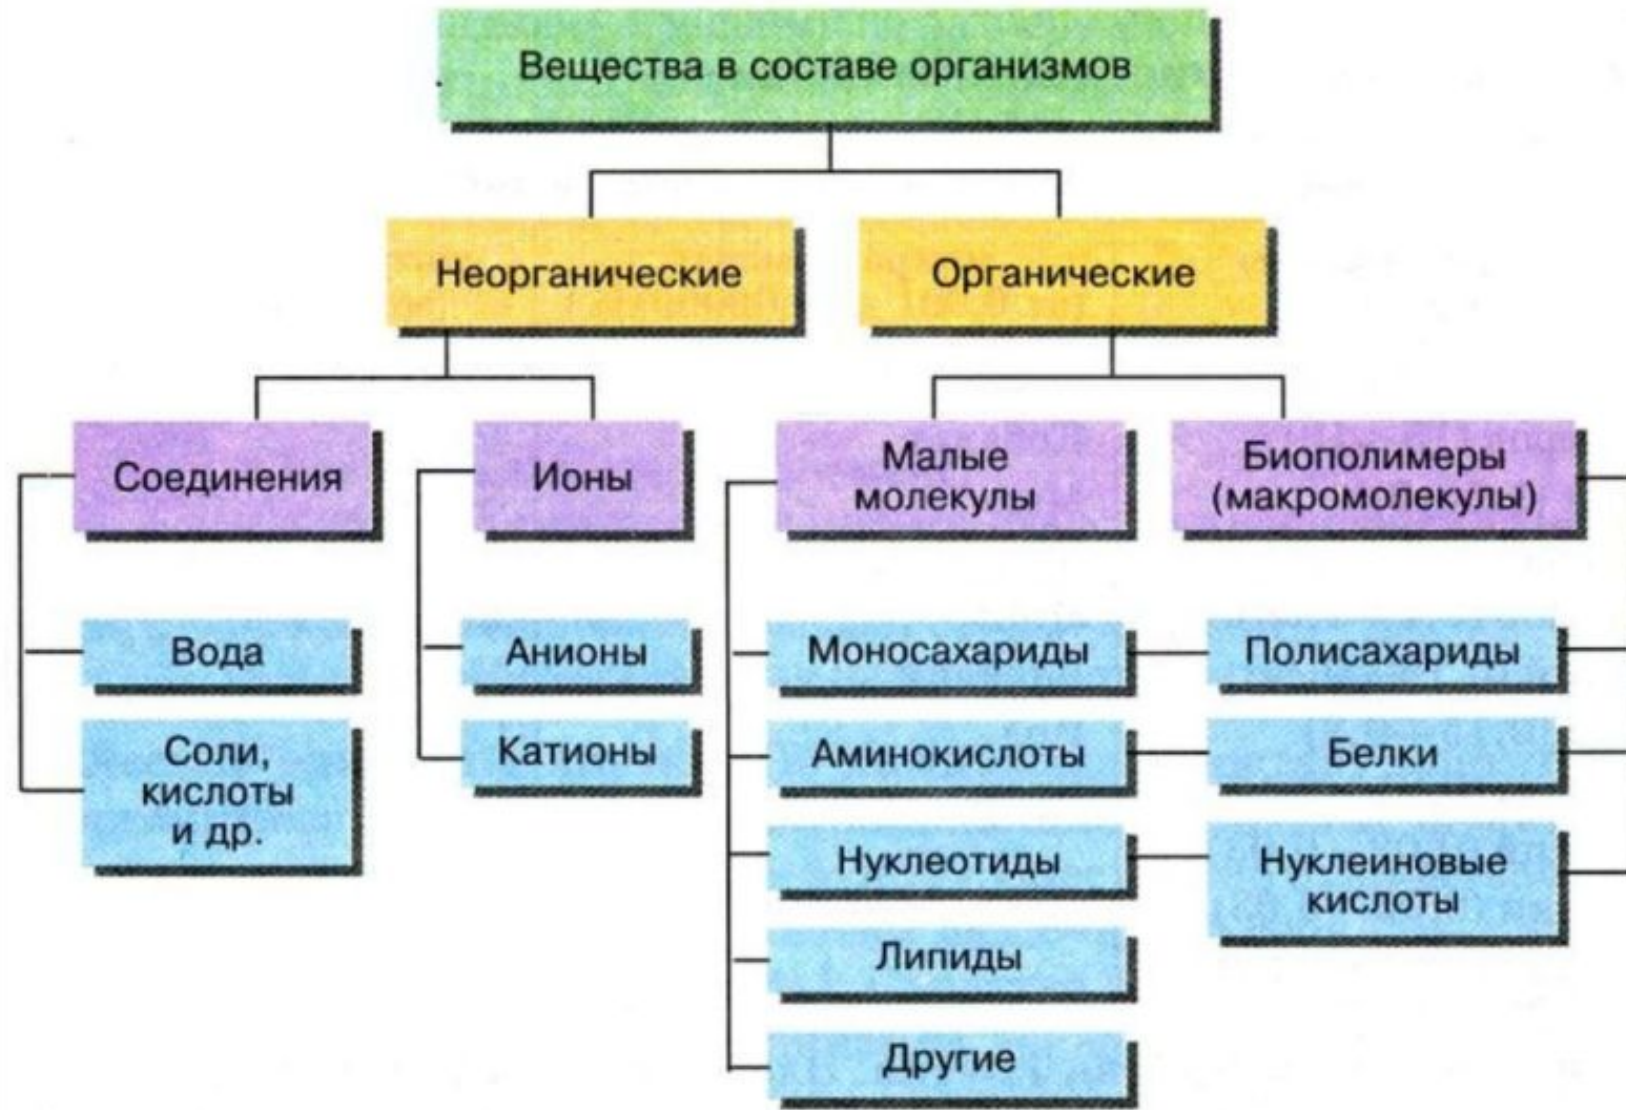 Вещества в составе организмов
Неорганические
Органические
Соединения
Ионы
Малые
молекулы
Биополимеры
(макромолекулы)
Вода
Анионы
Моносахариды
Полисахариды
Соли,
кислоты
и др.
Катионы
Аминокислоты
Белки
Нуклеотиды
Нуклеиновые
кислоты
Липиды
Другие